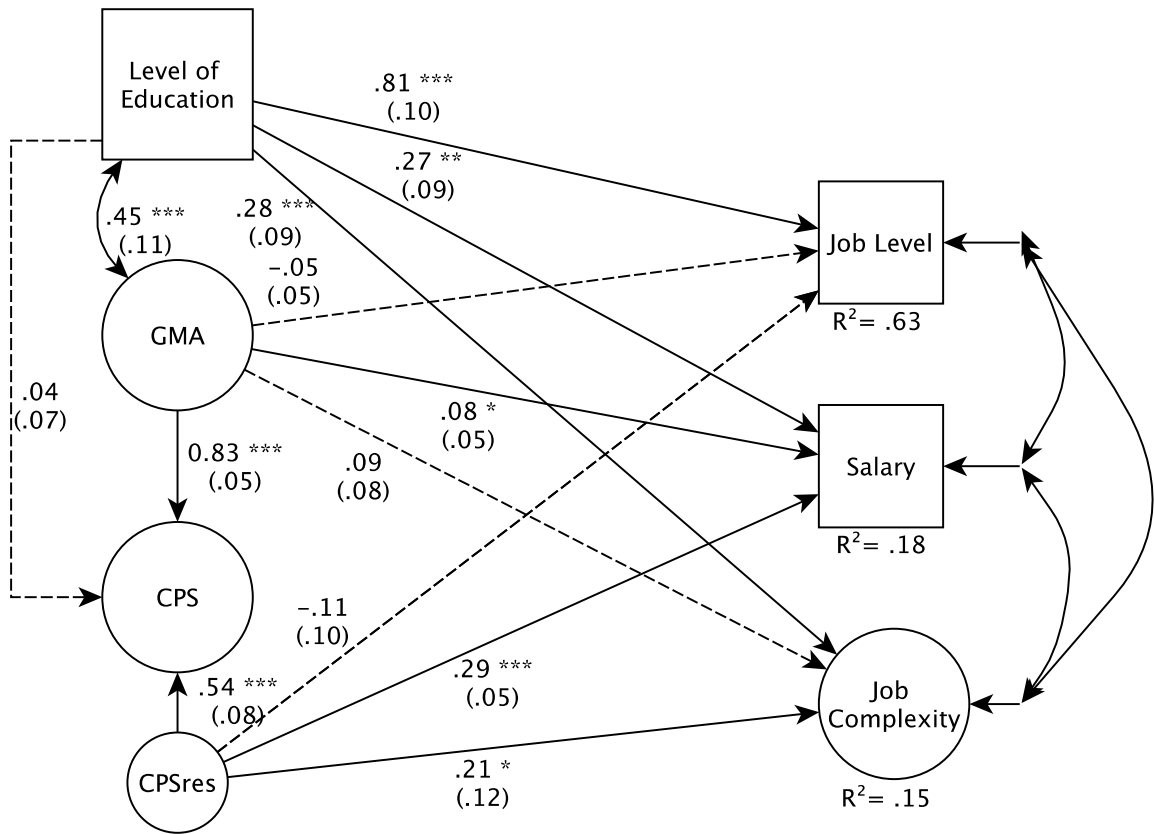 Level of
Education
.81 ***
(.10)
.27 **
(.09)
.28 ***
(.09)
.45 ***
(.11)
-.05
(.05)
Job Level
R²= .63
GMA
.04
(.07)
0.83 ***
(.05)
.08 *
(.05)
.09
(.08)
Salary
R²= .18
CPS
-.11
(.10)
.54 ***
(.08)
.29 ***
(.05)
Job
Complexity
R²= .15
CPSres
.21 *
(.12)